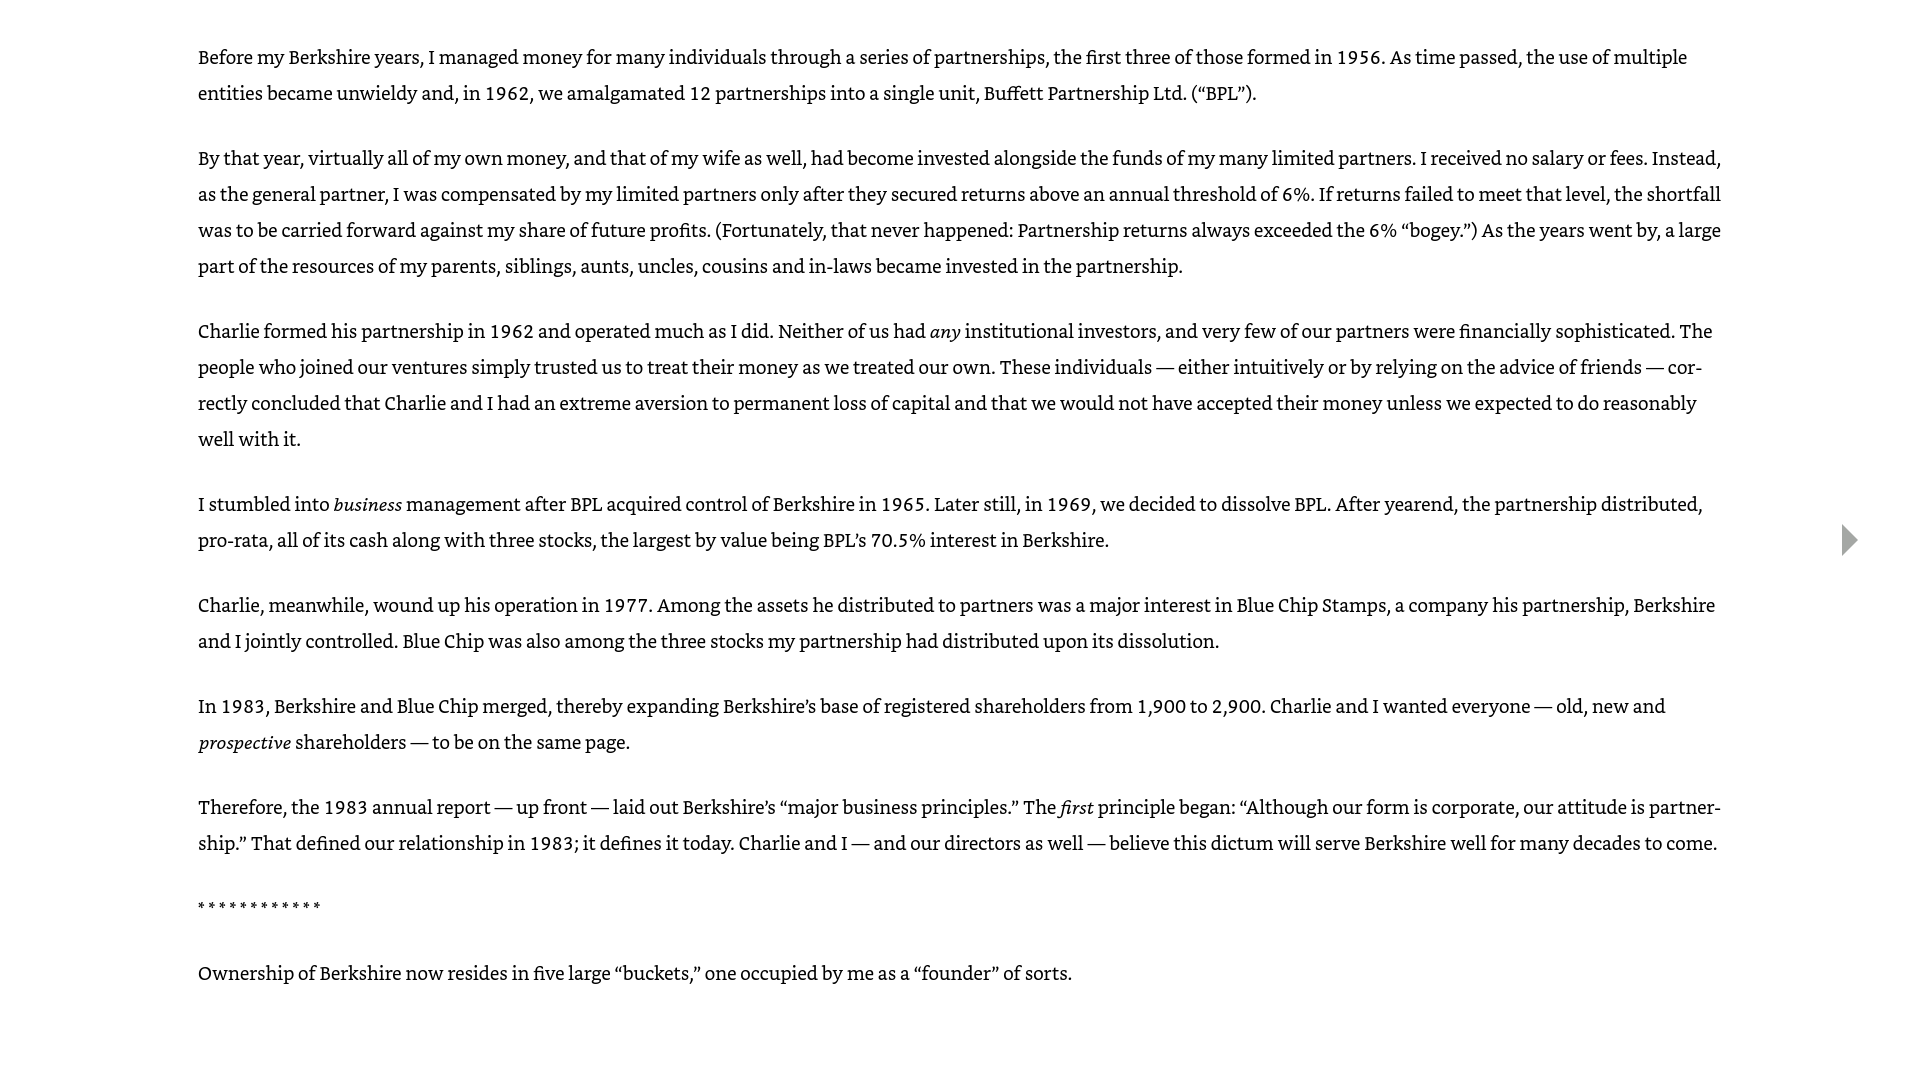 Before my Berkshire years, I managed money for many individuals through a series of partnerships, the first three of those formed in 1956. As time passed, the use of multiple
entities became unwieldy and, in 1962, we amalgamated 12 partnerships into a single unit, Buffett Partnership Ltd. (“BPL”).
By that year, virtually all of my own money, and that of my wife as well, had become invested alongside the funds of my many limited partners. I received no salary or fees. Instead,
as the general partner, I was compensated by my limited partners only after they secured returns above an annual threshold of 6%. If returns failed to meet that level, the shortfall
was to be carried forward against my share of future profits. (Fortunately, that never happened: Partnership returns always exceeded the 6% “bogey.”) As the years went by, a large
part of the resources of my parents, siblings, aunts, uncles, cousins and in-laws became invested in the partnership.
Charlie formed his partnership in 1962 and operated much as I did. Neither of us had any institutional investors, and very few of our partners were financially sophisticated. The
people who joined our ventures simply trusted us to treat their money as we treated our own. These individuals — either intuitively or by relying on the advice of friends — cor-
rectly concluded that Charlie and I had an extreme aversion to permanent loss of capital and that we would not have accepted their money unless we expected to do reasonably
well with it.
I stumbled into business management after BPL acquired control of Berkshire in 1965. Later still, in 1969, we decided to dissolve BPL. After yearend, the partnership distributed,
pro-rata, all of its cash along with three stocks, the largest by value being BPL’s 70.5% interest in Berkshire.
Charlie, meanwhile, wound up his operation in 1977. Among the assets he distributed to partners was a major interest in Blue Chip Stamps, a company his partnership, Berkshire
and I jointly controlled. Blue Chip was also among the three stocks my partnership had distributed upon its dissolution.
In 1983, Berkshire and Blue Chip merged, thereby expanding Berkshire’s base of registered shareholders from 1,900 to 2,900. Charlie and I wanted everyone — old, new and
prospective shareholders — to be on the same page.
Therefore, the 1983 annual report — up front — laid out Berkshire’s “major business principles.” The first principle began: “Although our form is corporate, our attitude is partner-
ship.” That defined our relationship in 1983; it defines it today. Charlie and I — and our directors as well — believe this dictum will serve Berkshire well for many decades to come.
* * * * * * * * * * * *
Ownership of Berkshire now resides in five large “buckets,” one occupied by me as a “founder” of sorts.